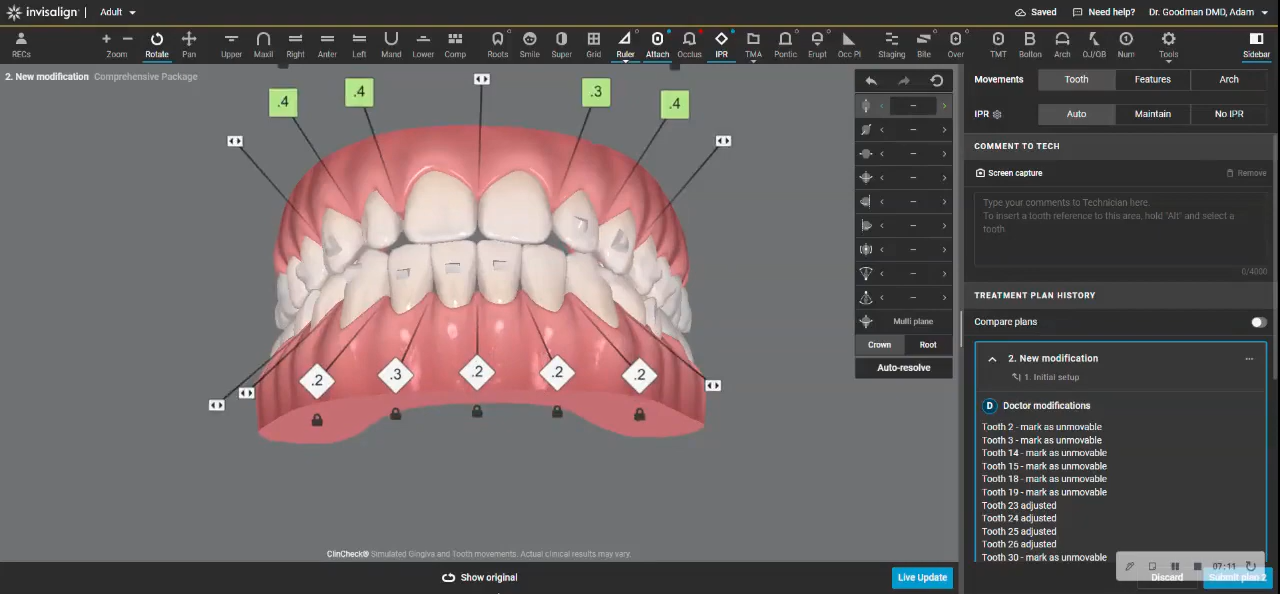 invisalign | Adult
Saved Need help? Dr. Goodman DMD, Adam
RECs Zoom Rotate Pan Upper Maxil Right Anter Left Mand Lower Comp Roots Smile Super Grid Ruler Attach Occlus IPR TMA Pontic Erupt Occ Pl Staging Bite Over TMT Bolton Arch OJ/OB Num Tools Sidebar
2. New modification Comprehensive Package
.4
.4
.3
.4
.2
.3
.2
.2
.2
Multi plane
Crown Root
Auto-resolve
Movements Tooth Features Arch
IPR Auto Maintain No IPR
COMMENT TO TECH
Screen capture Remove
Type your comments to Technician here.
To insert a tooth reference to this area, hold "Alt" and select a
tooth
0/4000
TREATMENT PLAN HISTORY
Compare plans
2. New modification ...
1. Initial setup
D Doctor modifications
Tooth 2 - mark as unmovable
Tooth 3 - mark as unmovable
Tooth 14 - mark as unmovable
Tooth 15 - mark as unmovable
Tooth 18 - mark as unmovable
Tooth 19 - mark as unmovable
Tooth 23 adjusted
Tooth 24 adjusted
Tooth 25 adjusted
Tooth 26 adjusted
Tooth 30 - mark as unmovable
07:11
Discard Submit plan 2
ClinCheck® Simulated Gingiva and Tooth movements. Actual clinical results may vary.
Show original
Live Update